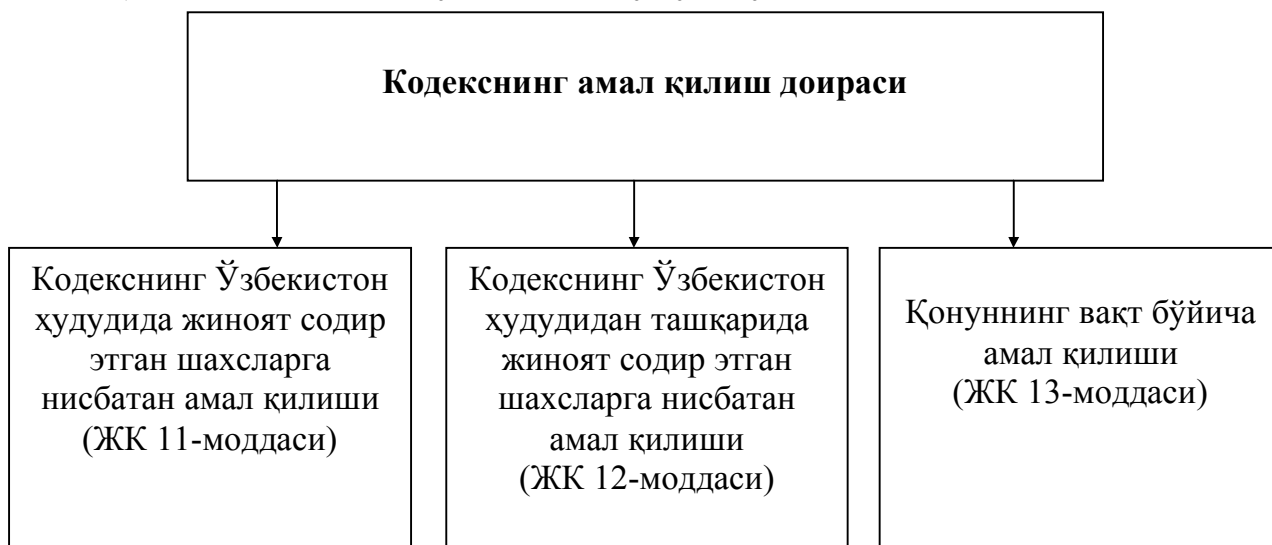 Кодекснинг амал қилиш доираси
Кодекснинг Ўзбекистон
ҳудудида жиноят содир
этган шахсларга
нисбатан амал қилиши
(ЖК 11-моддаси)
Кодекснинг Ўзбекистон
ҳудудидан ташқарида
жиноят содир этган
шахсларга нисбатан
амал қилиши
(ЖК 12-моддаси)
Қонуннинг вақт бўйича
амал қилиши
(ЖК 13-моддаси)